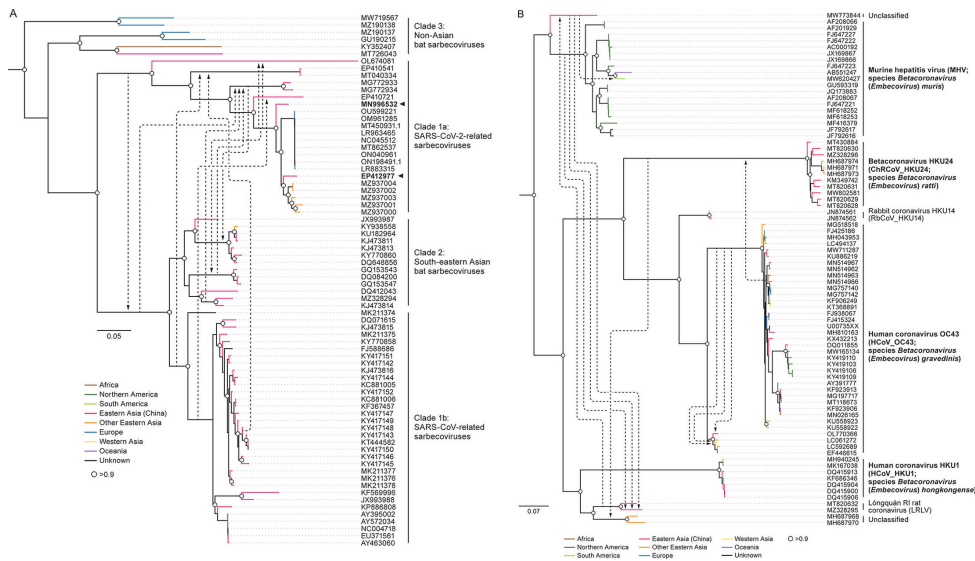 A
MW719567
MZ190138
MZ190137
GU190215
KY352407
MT726043
OL674081
EP410541
MT040334
MG772933
MG772934
EP410721
MN996532
OU599221
OM961285
MT450931.1
LR963465
NC045512
MT862537
ON040961
ON198491.1
LR883315
EP412977
MZ937004
MZ937002
MZ937003
MZ937001
MZ937000
JX993987
KY938558
KU182964
KJ473811
KJ473813
KY770860
DQ648856
GQ153543
DQ084200
GQ153547
DQ412043
MZ328294
KJ473814
MK211374
DQ071615
KJ473815
MK211375
KY770858
FJ588686
KY417151
KY417142
KJ473816
KY417144
KC881005
KY417152
KC881006
KF367457
KY417147
KY417149
KY417148
KY417143
KT444582
KY417150
KY417146
KY417145
MK211377
MK211376
MK211378
KF569996
JX993988
KP886808
AY395002
AY572034
NC004718
EU371561
AY463060
Clade 3:
Non-Asian
bat sarbecoviruses
Clade 1a:
SARS-CoV-2-related
sarbecoviruses
Clade 2:
South-eastern Asian
bat sarbecoviruses
Clade 1b:
SARS-CoV-related
sarbecoviruses
0.05
Africa
Northern America
South America
Eastern Asia (China)
Other Eastern Asia
Europe
Western Asia
Oceania
Unknown
>0.9
B
MW773844
AF208066
AF201929
FJ647227
FJ647222
AC000192
JX169867
JX169866
FJ647223
AB551247
MW620427
GU593319
JQ173883
AF208067
FJ647221
MF618252
MF618253
MF416379
JF792617
JF792616
MT430884
MT820630
MZ328296
MH687970
MH687971
MH687973
KM349742
MT820631
MW802581
MT820629
MT820628
JN874561
JN874562
MG518518
FJ425186
MH043953
LC494137
MW711287
KU886219
MN514967
MN514962
MN514963
MN514966
MG757140
MG757142
KF906249
KT368891
FJ938067
FJ415324
U00735XX
MH810163
KX432213
DQ011855
MW165134
KY419110
KY419103
KY419106
KY419109
AY391777
KF923913
MG197717
MT118673
KF923906
MN026165
KU558923
KU558922
OL770366
LC061272
LC592689
EF446615
MH940245
MK167038
DQ415913
KF686346
DQ415904
DQ415900
DQ415906
MT820632
MZ328295
MH687968
MH687970
Unclassified
Murine hepatitis virus (MHV;
species Betacoronavirus
(Embecovirus) muris)
Betacoronavirus HKU24
(ChRCoV_HKU24;
species Betacoronavirus
(Embecovirus) ratti)
Rabbit coronavirus HKU14
(RbCoV_HKU14)
Human coronavirus OC43
(HCoV_OC43;
species Betacoronavirus
(Embecovirus) gravedinis)
Human coronavirus HKU1
(HCoV_HKU1;
species Betacoronavirus
(Embecovirus) hongkongense)
Lóngquán Rl rat
coronavirus (LRLV)
Unclassified
0.07
Africa
Northern America
South America
Eastern Asia (China)
Other Eastern Asia
Europe
Western Asia
Oceania
Unknown
>0.9